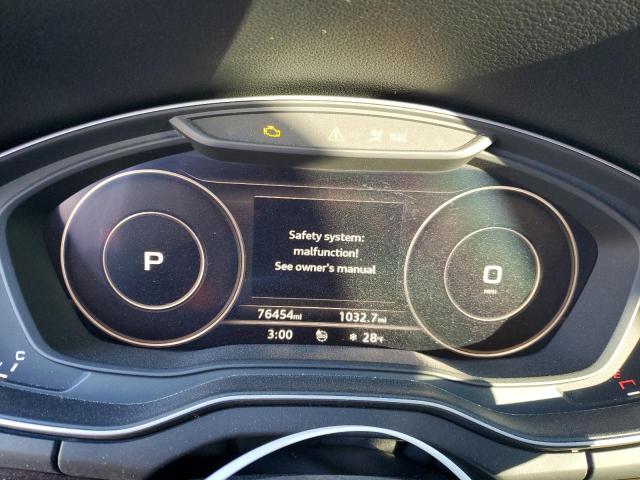 P
Safety system:
malfunction!
See owner's manual
0
76454mi
1032.7mi
3:00
28°F
C